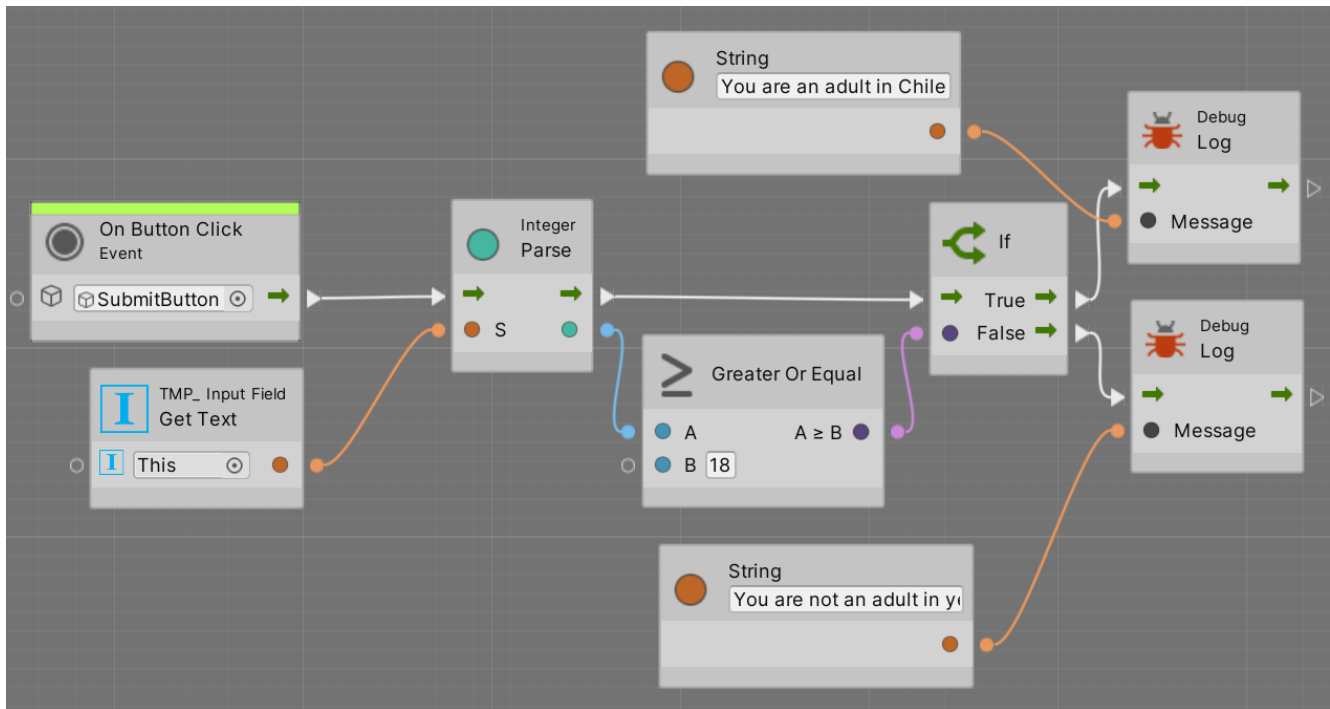 String
You are an adult in Chile
Debug
Log
Message
On Button Click
Event
SubmitButton
Integer
Parse
S
If
True
False
Debug
Log
Message
TMP_ Input Field
Get Text
This
Greater Or Equal
A A ≥ B
B 18
String
You are not an adult in